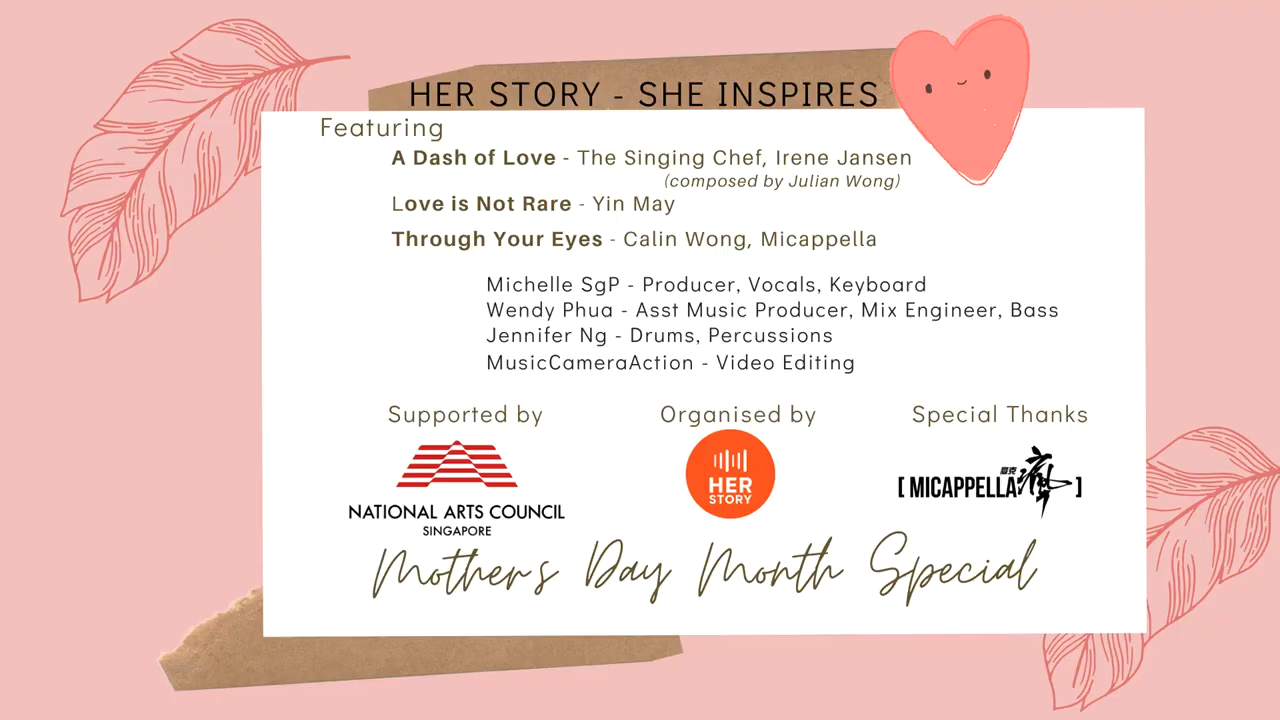 HER STORY - SHE INSPIRES
Featuring
A Dash of Love - The Singing Chef, Irene Jansen
(composed by Julian Wong)
Love is Not Rare - Yin May
Through Your Eyes - Calin Wong, Micappella
Michelle SgP - Producer, Vocals, Keyboard
Wendy Phua - Asst Music Producer, Mix Engineer, Bass
Jennifer Ng - Drums, Percussions
MusicCameraAction - Video Editing
Supported by
NATIONAL ARTS COUNCIL
SINGAPORE
Organised by
HER
STORY
Special Thanks
[ MICAPPELLA ]
Mother's Day Month Special